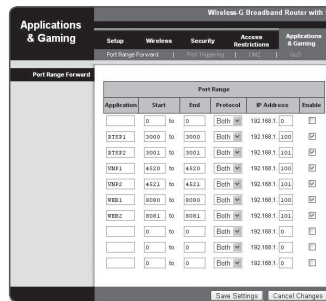 Wireless-G Broadband Router with
Applications & Gaming
Setup Wireless Security Access Restrictions Applications & Gaming
Port Range Forward | Port Triggering | DMZ | QoS
Port Range Forward
Port Range
Application Start End Protocol IP Address Enable
0 to 0 Both 192.168.1. 0
RTSP1 3000 to 3000 Both 192.168.1. 100
RTSP2 3001 to 3001 Both 192.168.1. 101
VNP1 4520 to 4520 Both 192.168.1. 100
VNP2 4521 to 4521 Both 192.168.1. 101
WEB1 8080 to 8080 Both 192.168.1. 100
WEB2 8081 to 8081 Both 192.168.1. 101
0 to 0 Both 192.168.1. 0
0 to 0 Both 192.168.1. 0
0 to 0 Both 192.168.1. 0
Save Settings Cancel Changes